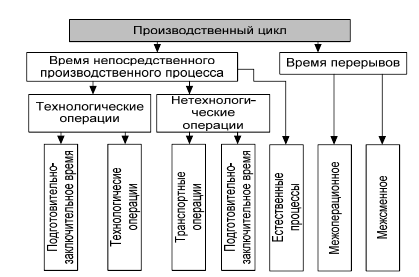 Производственный цикл
Время непосредственного
производственного процесса
Время перерывов
Технологические
операции
Нетехнологи-
ческие
операции
Подготовительно-
заключительное время
Технологичесие
операции
Транспортные
операции
Подготовительно-
заключительное время
Естественные
процессы
Межоперационное
Межсменное